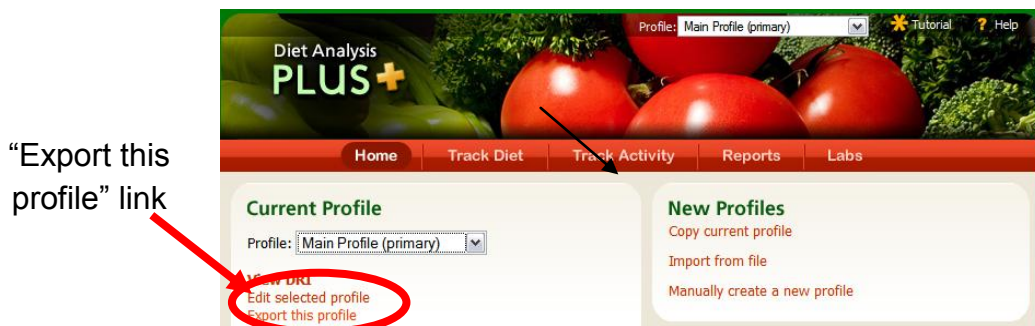 Profile: Main Profile (primary) Tutorial ? Help
Diet Analysis
PLUS+
“Export this
profile” link
Home Track Diet Track Activity Reports Labs
Current Profile
Profile: Main Profile (primary)
View DRI
Edit selected profile
Export this profile
New Profiles
Copy current profile
Import from file
Manually create a new profile